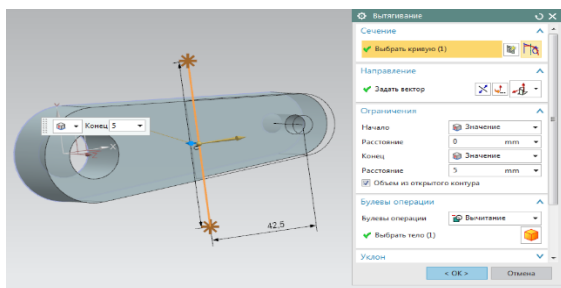 Вытягивание
Сечение
Выбрать кривую (1)
Направление
Задать вектор
Ограничения
Начало Значение
Расстояние 0 mm
Конец Значение
Расстояние 5 mm
Объем из открытого контура
Булевы операции
Булевы операции Вычитание
Выбрать тело (1)
Уклон
< ОК > Отмена
Конец 5
X
42,5